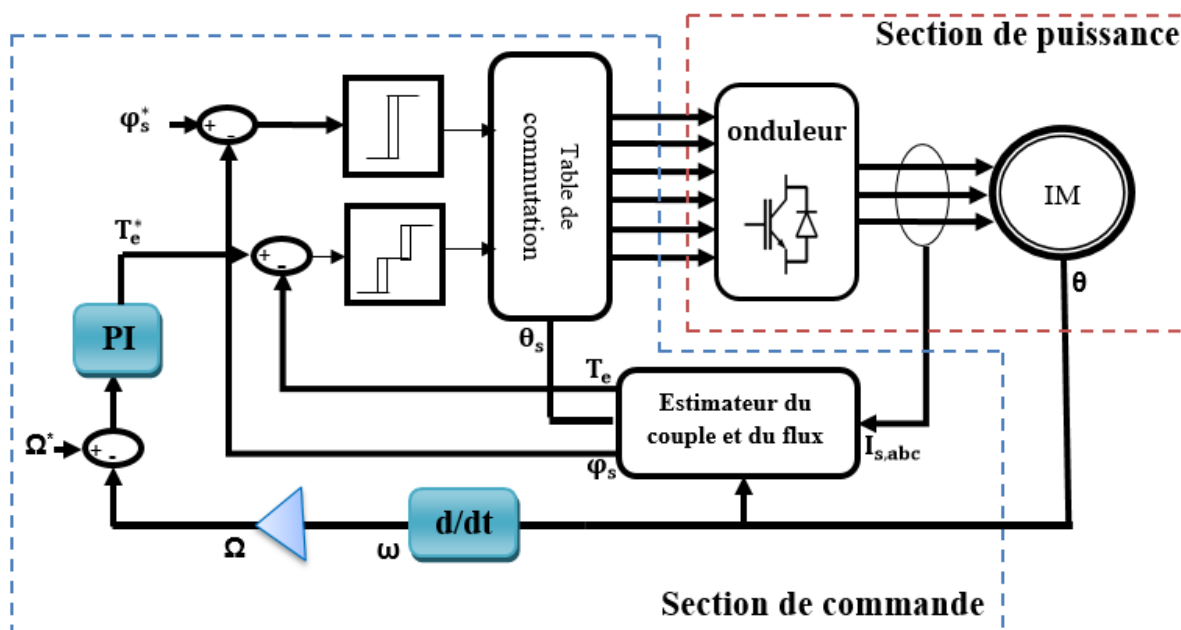 Section de puissance
φs*
+
-
Table de
commutation
onduleur
IM
Te*
+
-
θ
PI
θs
Te
Estimateur du
couple et du flux
Ω*
+
-
Is,abc
φs
d/dt
Ω
ω
Section de commande